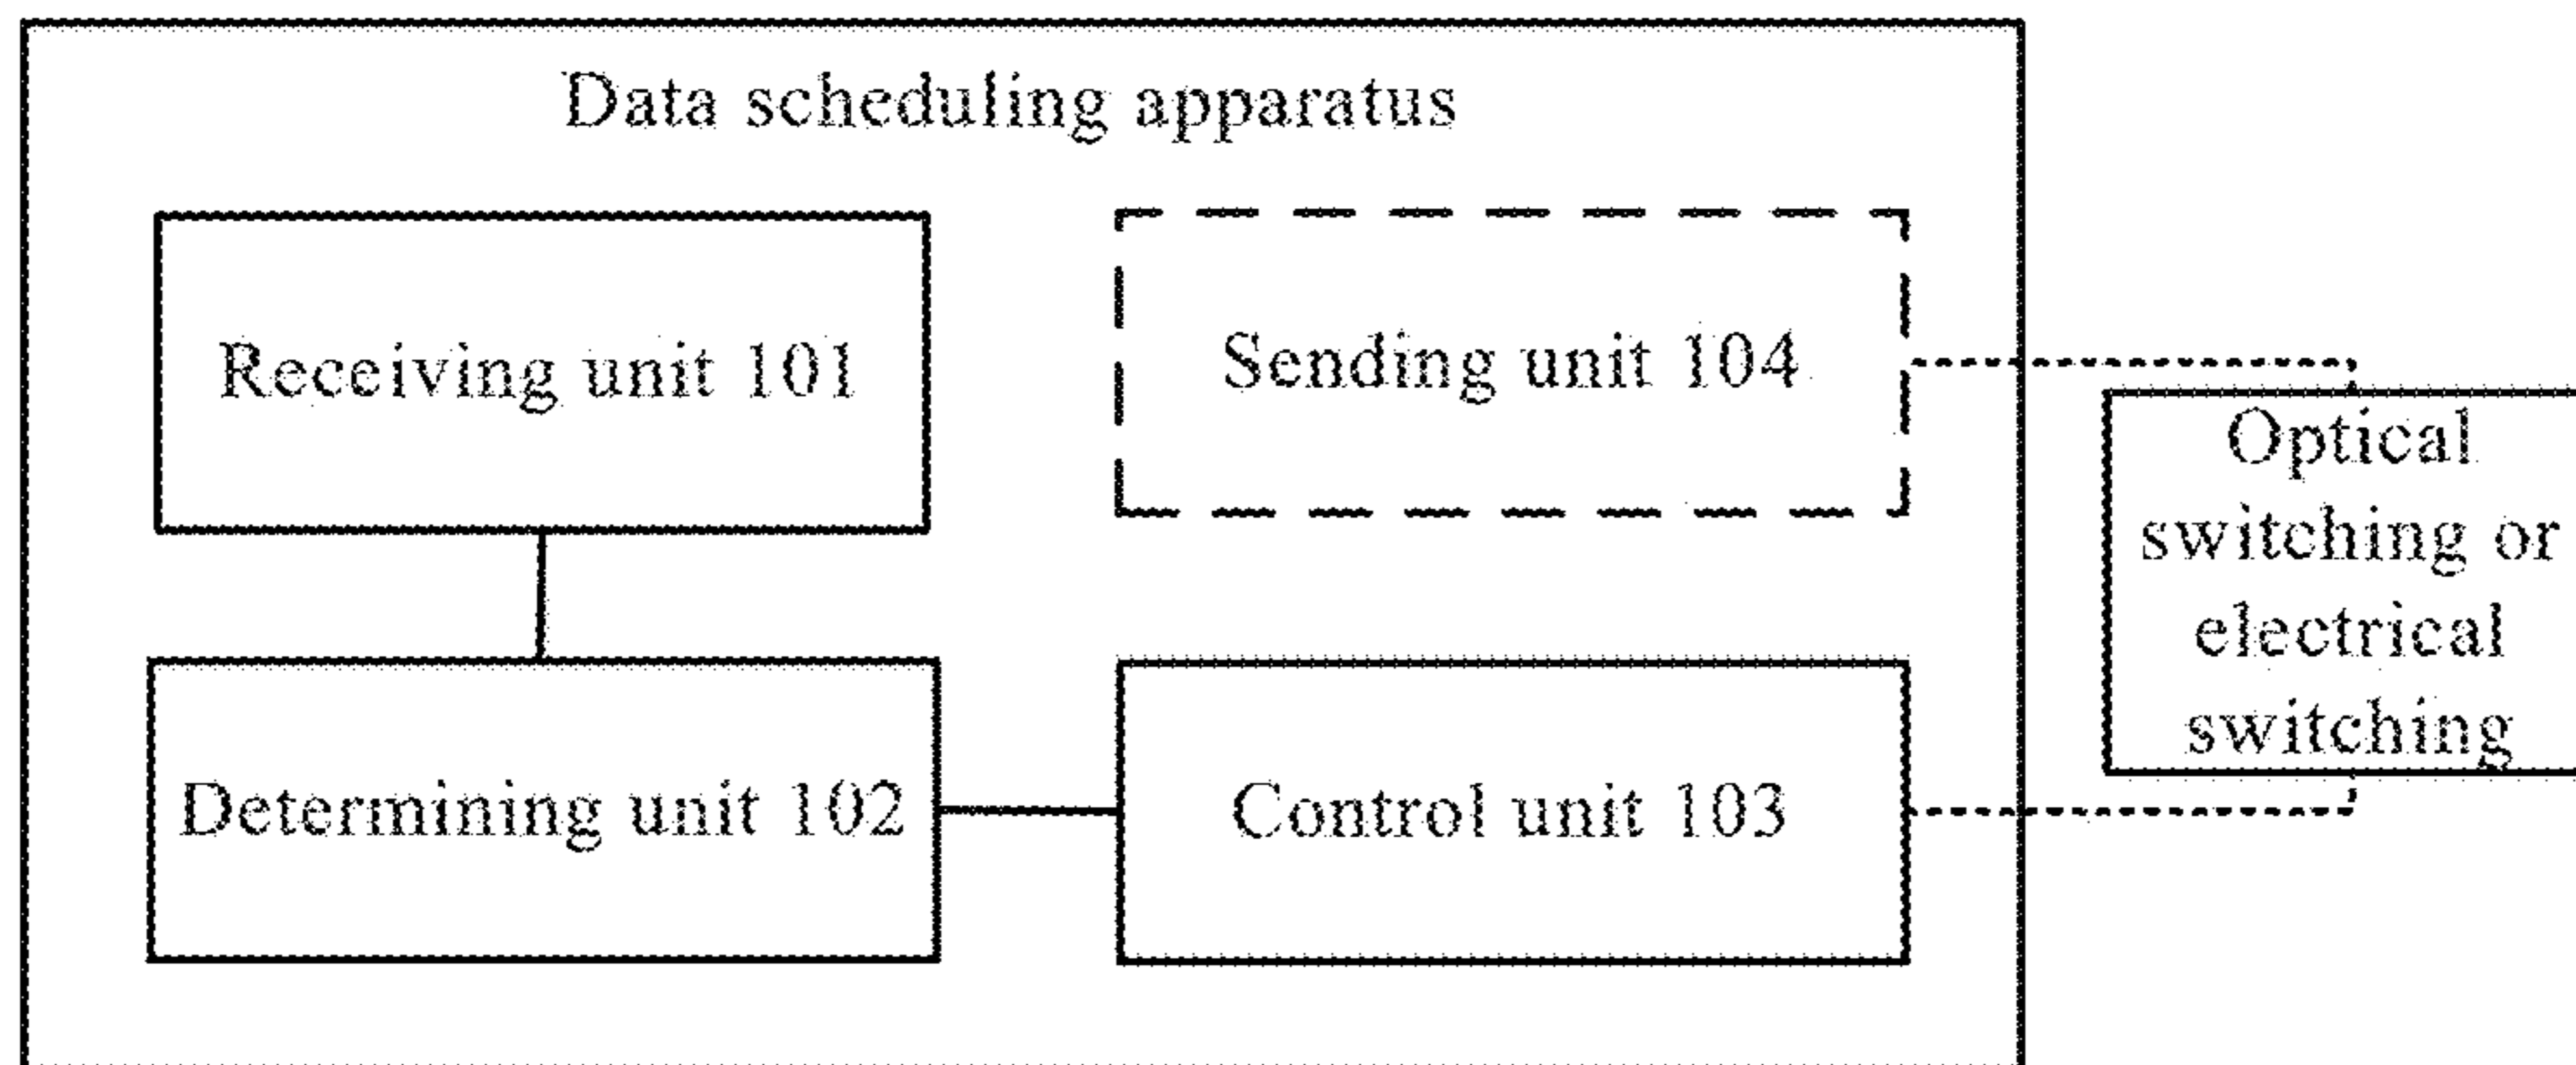 Data scheduling apparatus
Receiving unit 101
Sending unit 104
Optical
switching or
electrical
switching
Determining unit 102
Control unit 103